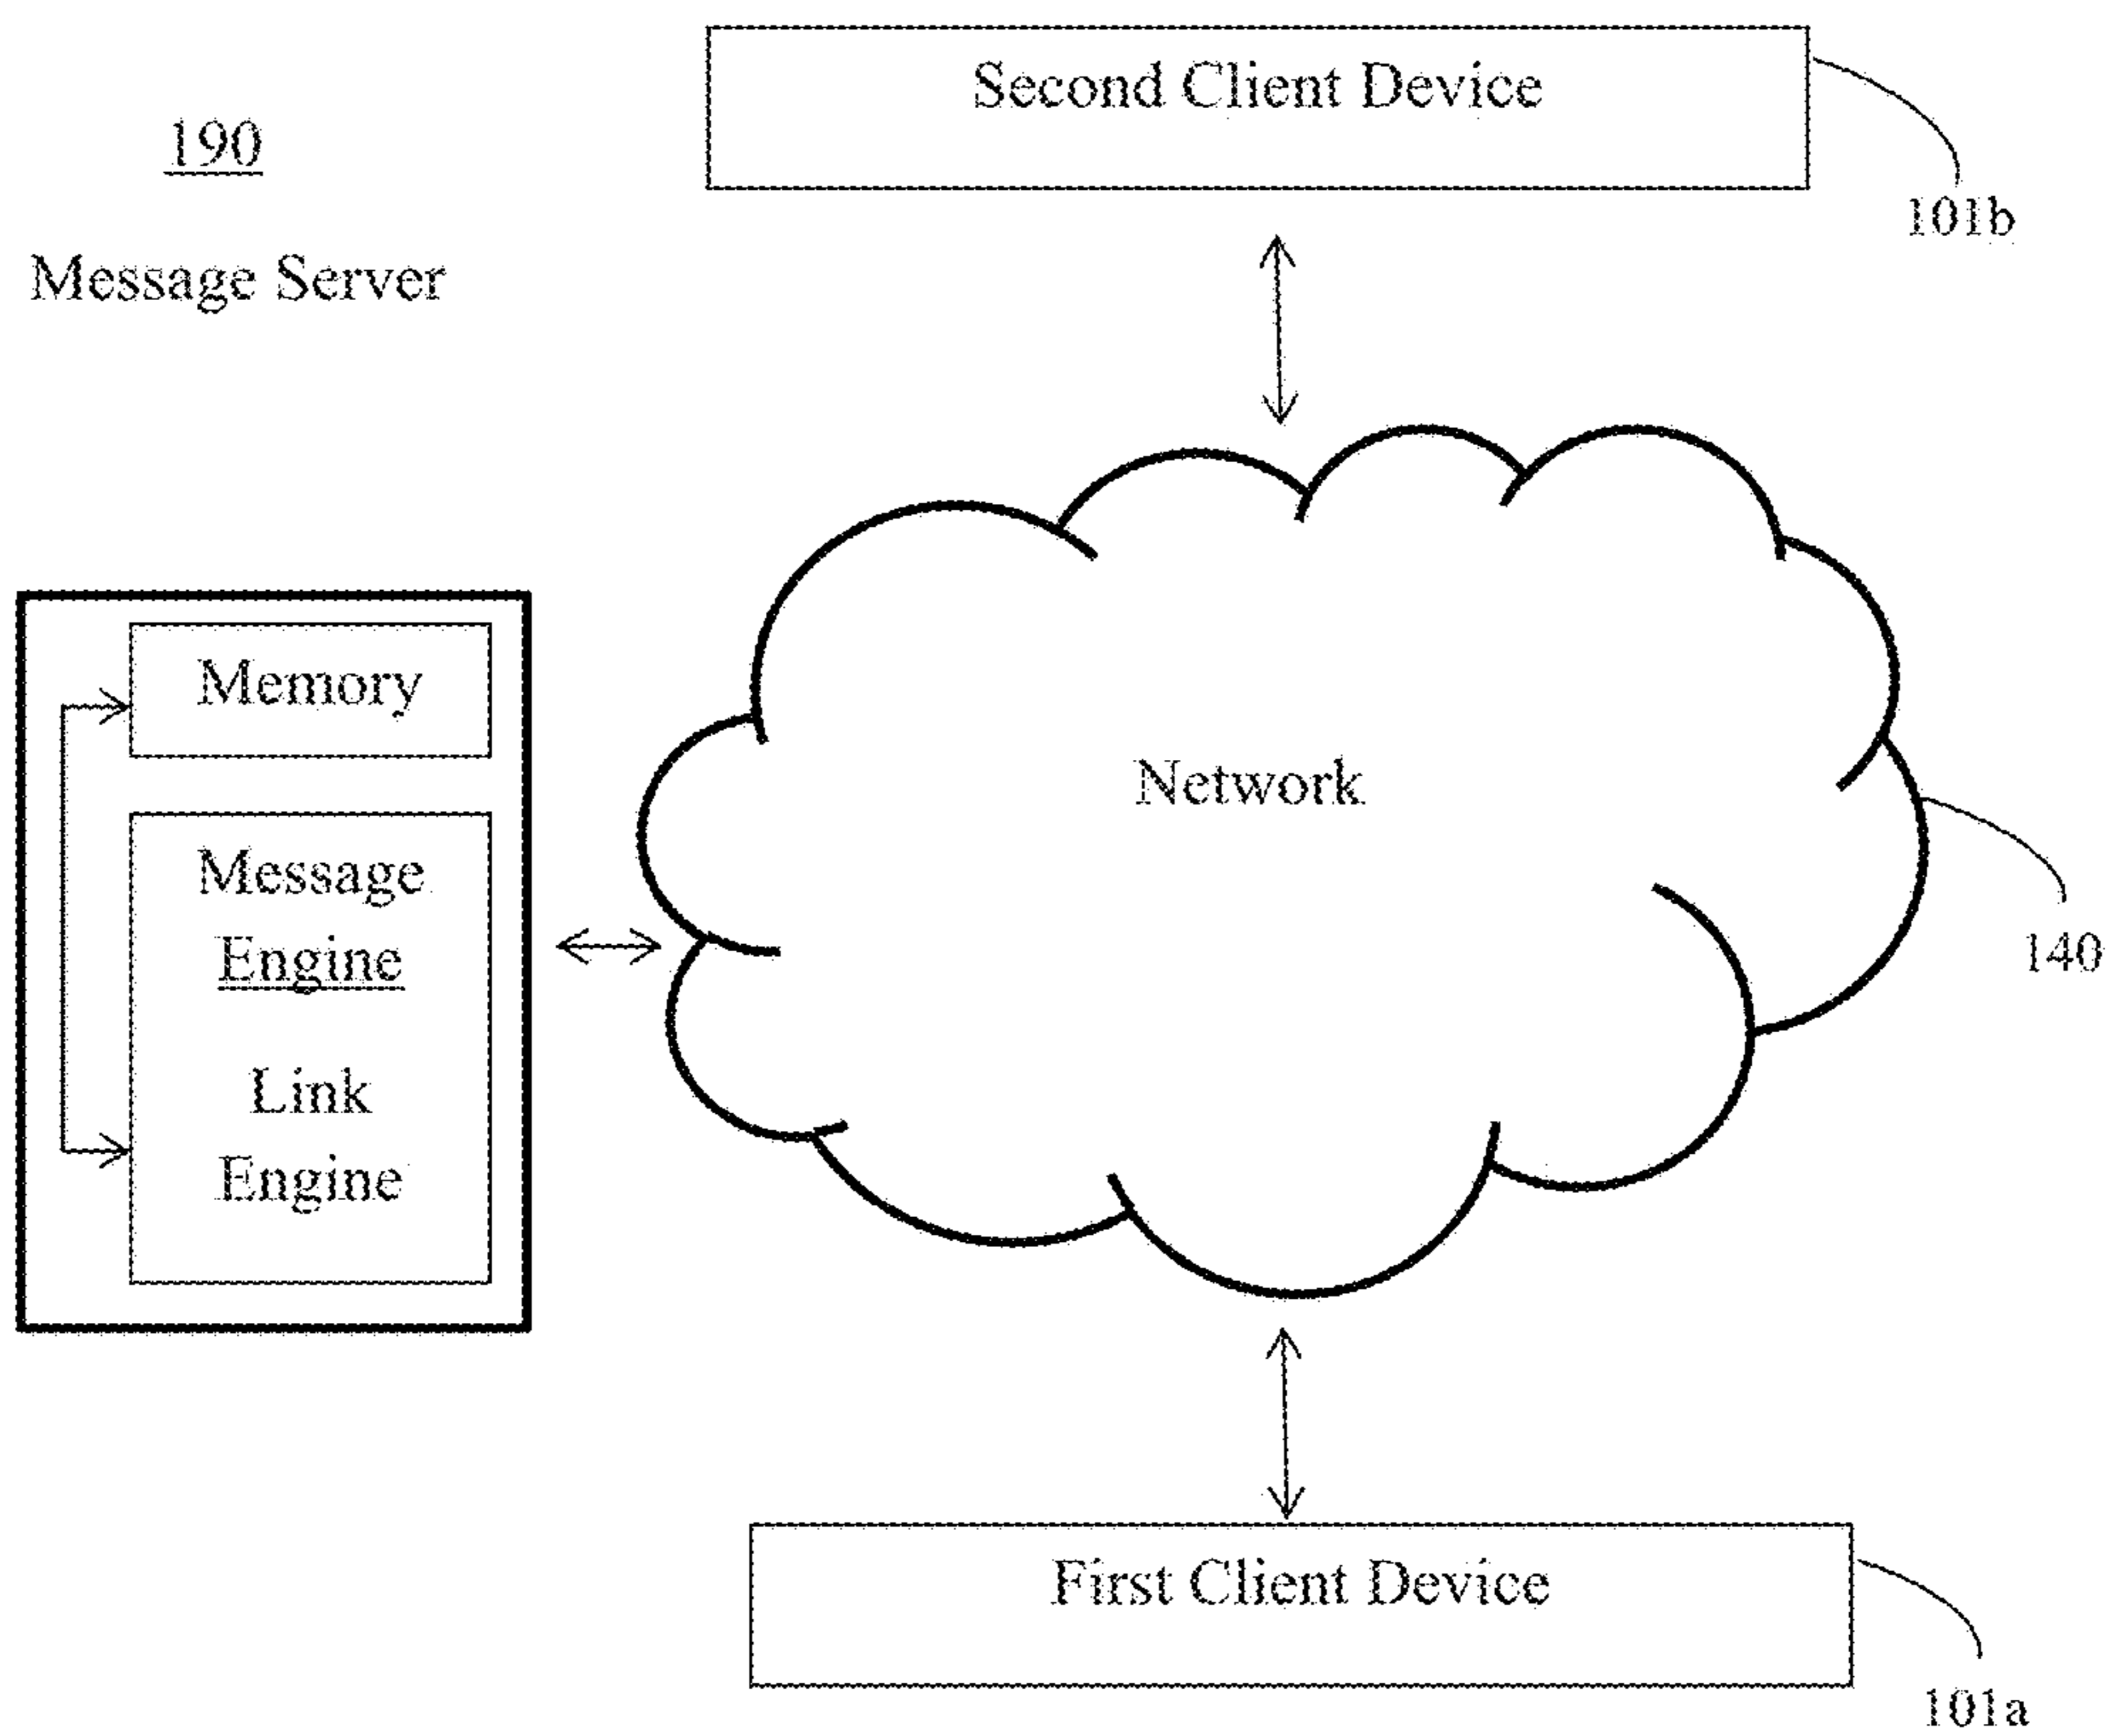 Second Client Device
190
101b
Message Server
Memory
Network
Message
Engine
140
Link
Engine
First Client Device
101a